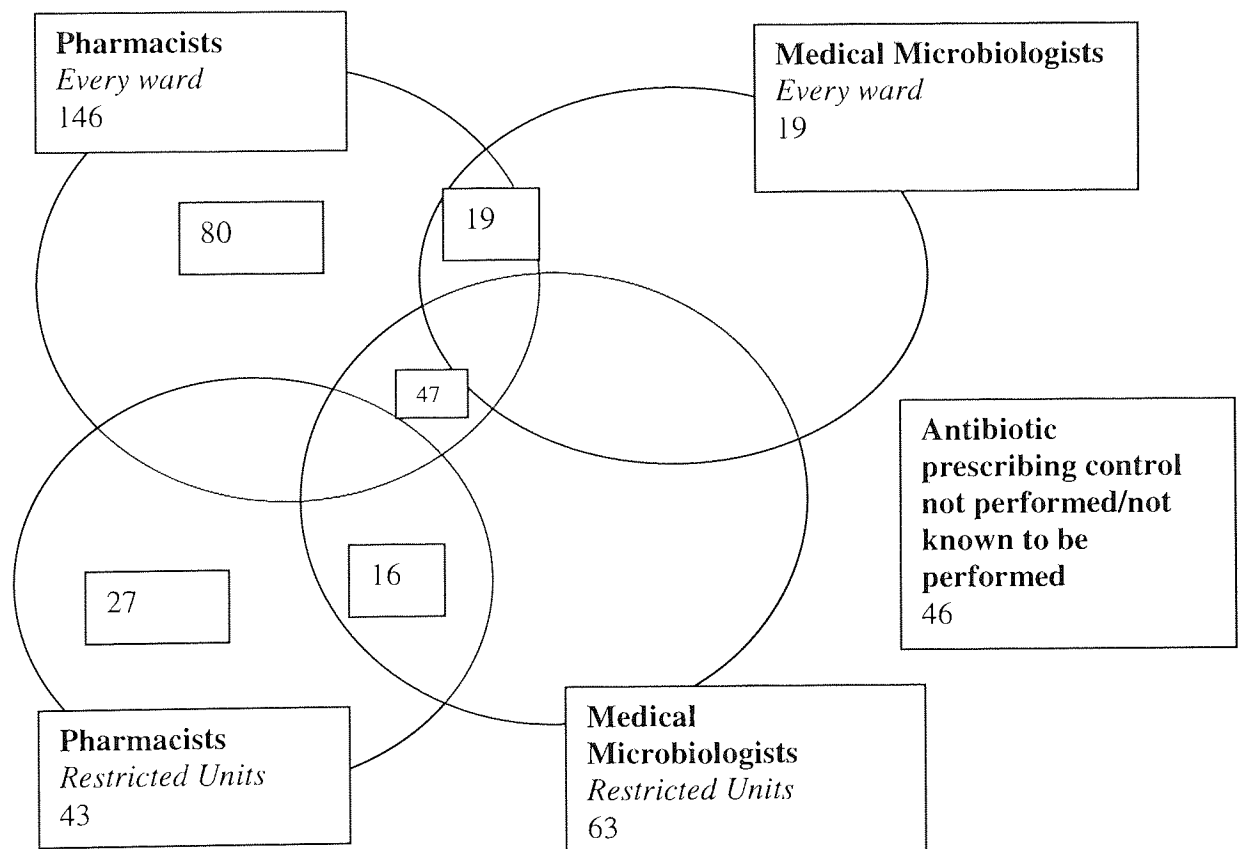 Pharmacists
Every ward
146
Medical Microbiologists
Every ward
19
80
19
47
Antibiotic
prescribing control
not performed/not
known to be
performed
46
27
16
Pharmacists
Restricted Units
43
Medical
Microbiologists
Restricted Units
63